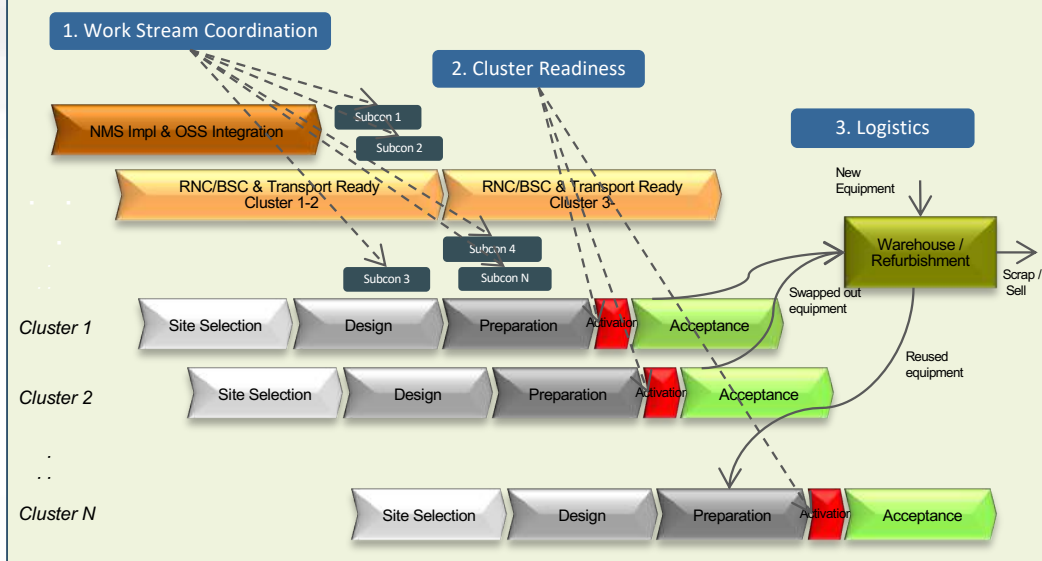 1. Work Stream Coordination
2. Cluster Readiness
3. Logistics
NMS Impl & OSS Integration
Subcon 1
Subcon 2
RNC/BSC & Transport Ready
Cluster 1-2
RNC/BSC & Transport Ready
Cluster 3-
New
Equipment
Warehouse /
Refurbishment
Scrap /
Sell
Subcon 4
Subcon 3
Subcon N
Swapped out
equipment
Cluster 1
Site Selection
Design
Preparation
Activation
Acceptance
Reused
equipment
Cluster 2
Site Selection
Design
Preparation
Activation
Acceptance
.
. .
Cluster N
Site Selection
Design
Preparation
Activation
Acceptance